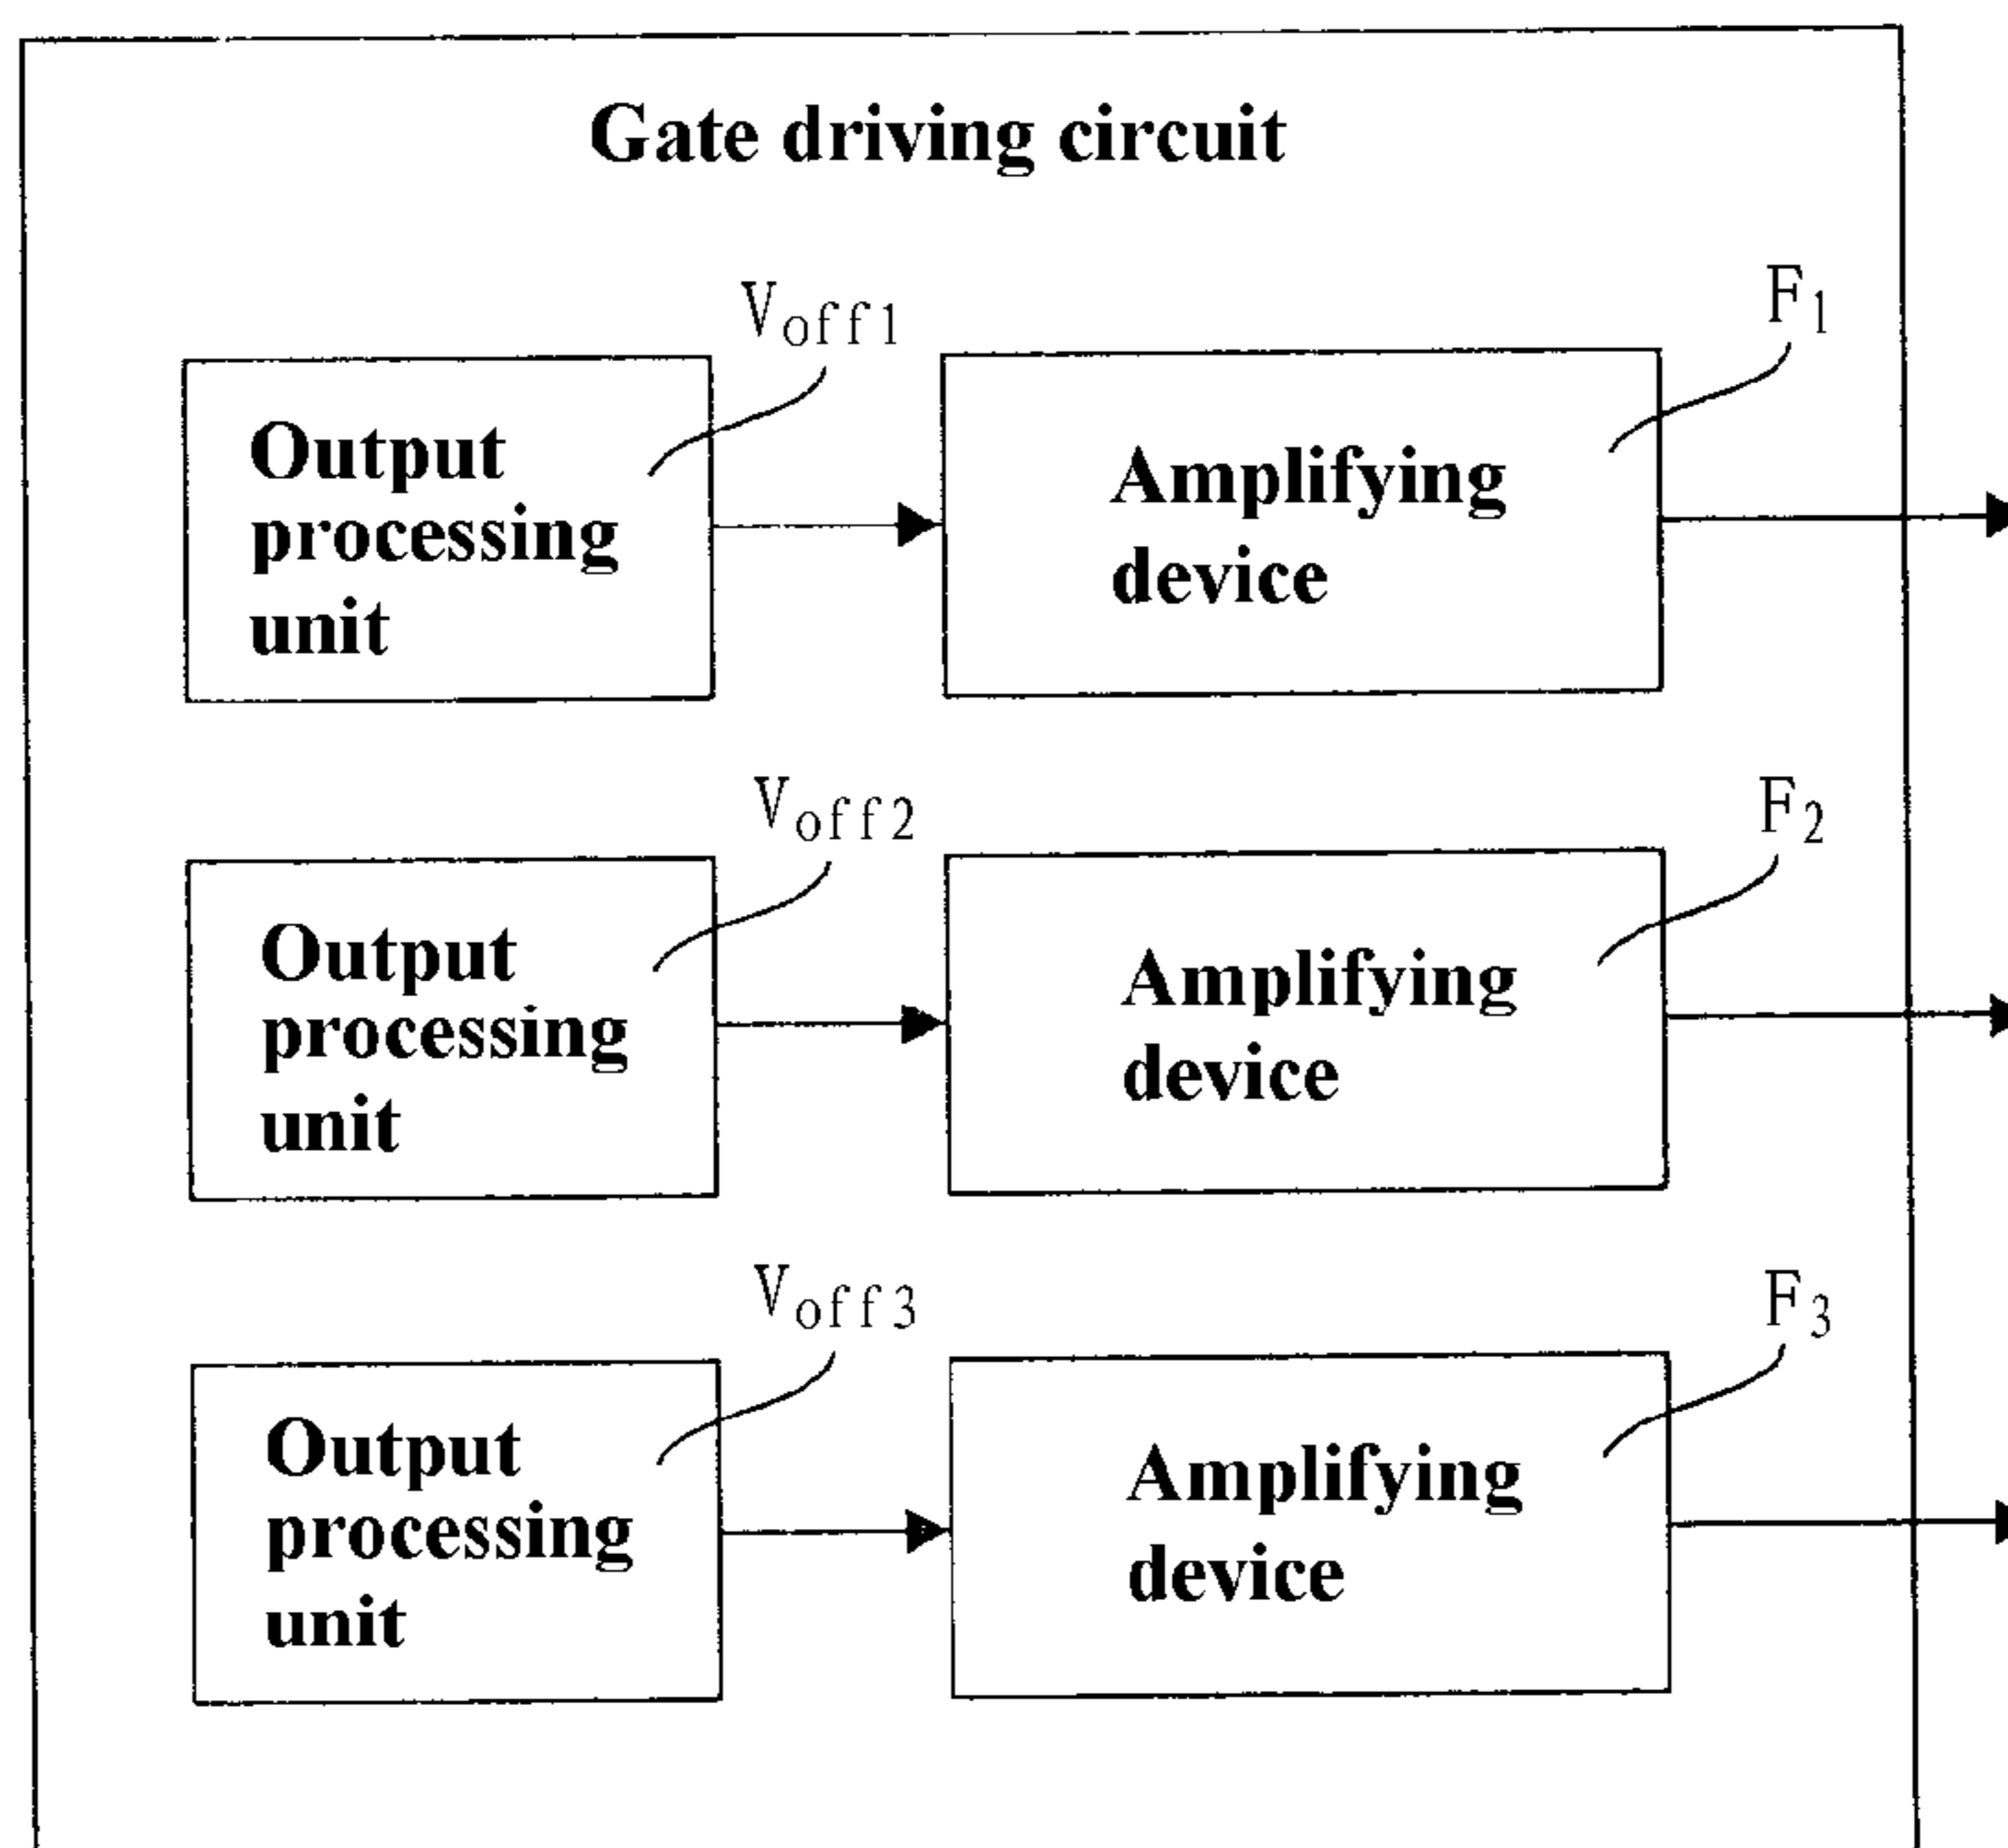 Gate driving circuit
Voff1
F1
Output
processing
unit
Amplifying
device
Voff2
F2
Output
processing
unit
Amplifying
device
Voff3
F3
Output
processing
unit
Amplifying
device